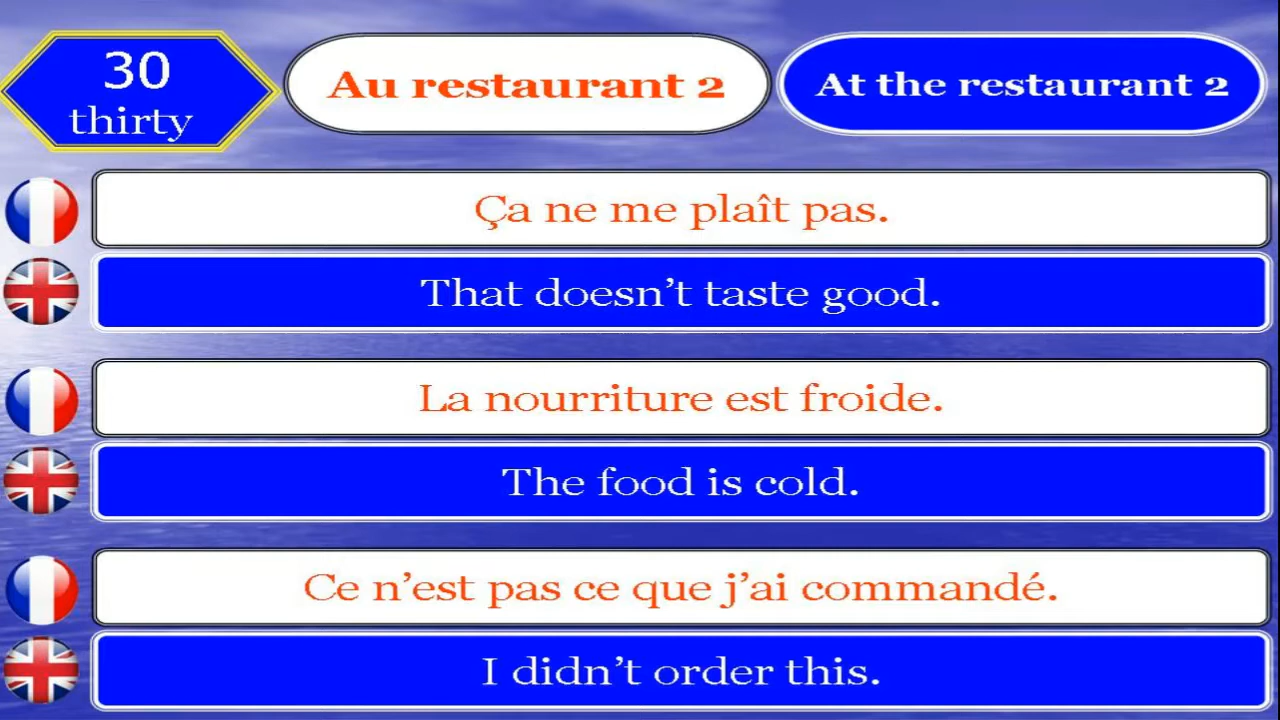 30
thirty
Au restaurant 2
At the restaurant 2
Ça ne me plaît pas.
That doesn't taste good.
La nourriture est froide.
The food is cold.
Ce n'est pas ce que j'ai commandé.
I didn't order this.